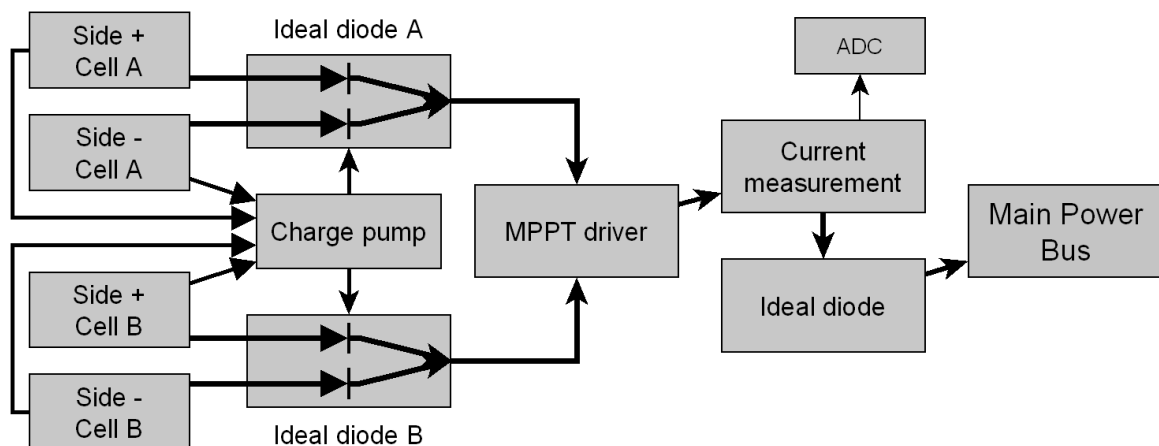 Side +
Cell A
Ideal diode A
ADC
Side -
Cell A
Current
measurement
Charge pump
MPPT driver
Main Power
Bus
Side +
Cell B
Ideal diode
Side -
Cell B
Ideal diode B